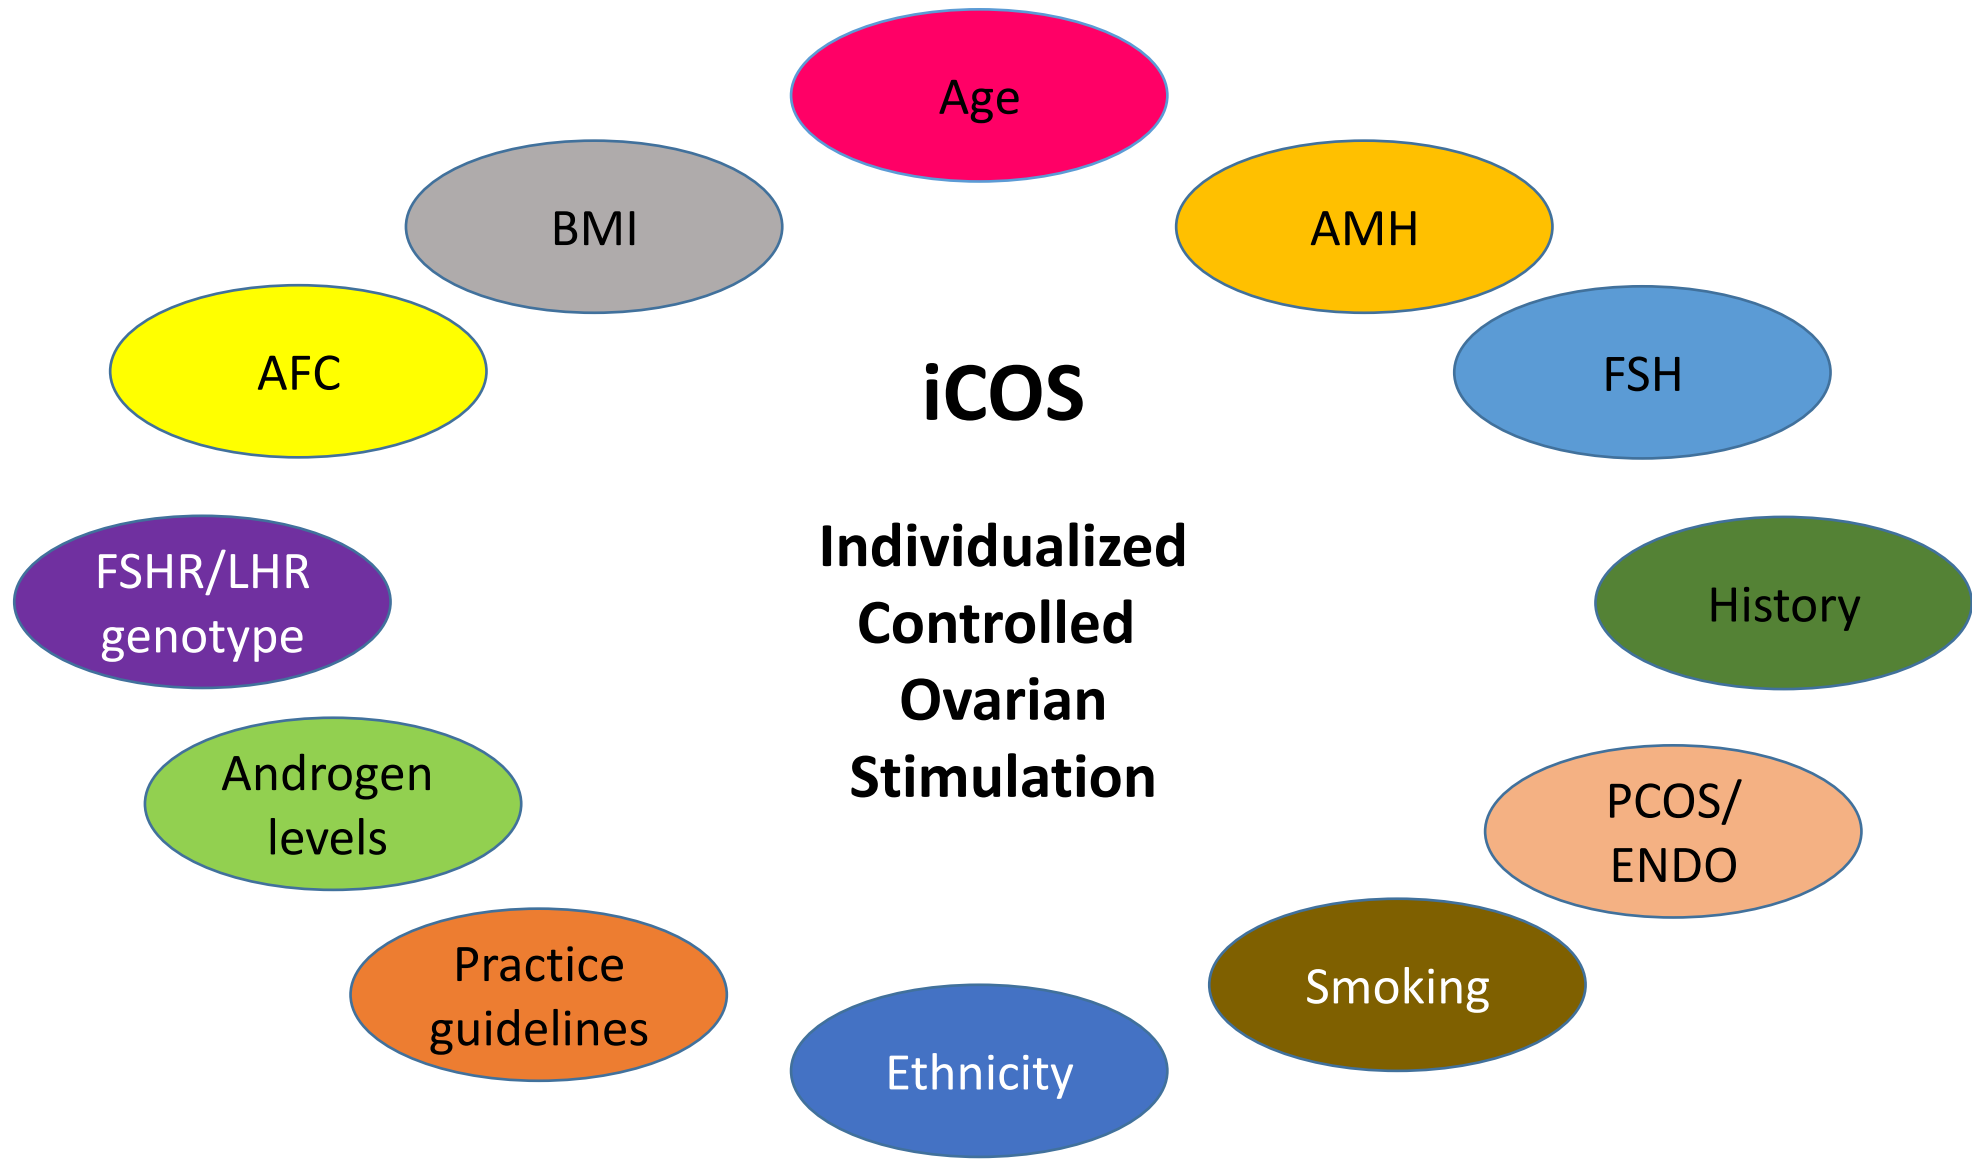 Age
BMI
AMH
AFC
FSH
iCOS
Individualized
Controlled
Ovarian
Stimulation
FSHR/LHR
genotype
History
Androgen
levels
PCOS/
ENDO
Practice
guidelines
Smoking
Ethnicity